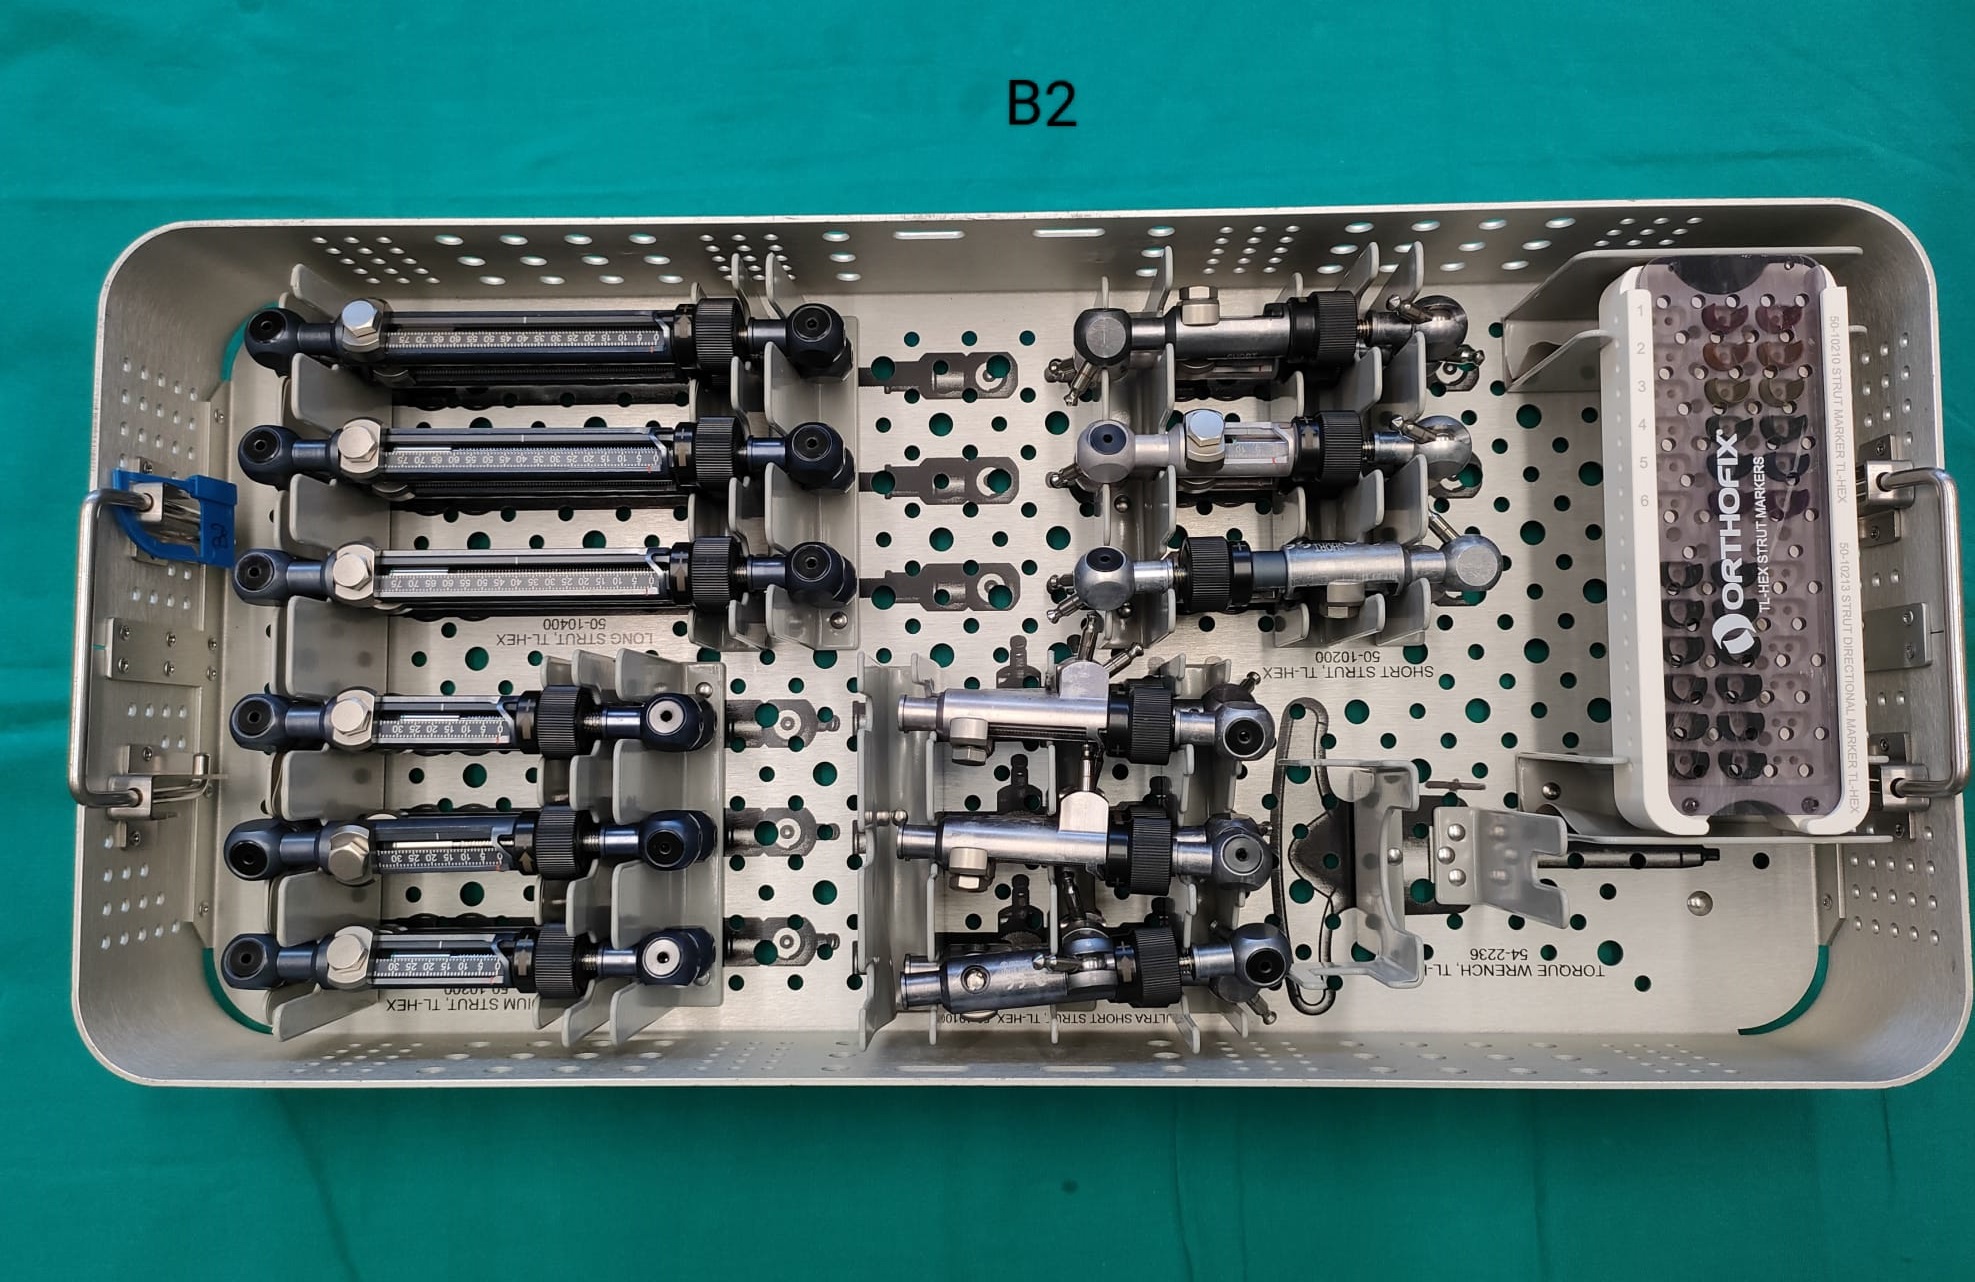 B2
75 70 65 60 55 50 45 40 35 30 25 20 15 10 5 0
75 70 65 60 55 50 45 40 35 30 25 20 15 10 5 0
75 70 65 60 55 50 45 40 35 30 25 20 15 10 5 0
LONG STRUT, TL-HEX
50-10400
30 25 20 15 10 5 0
30 25 20 15 10 5 0
30 25 20 15 10 5 0
IUM STRUT, TL-HEX
SHORT
SHORT
SHORT STRUT, TL-HEX
50-10200
ULTRA SHORT STRUT, TL-HEX
TORQUE WRENCH, TL-
54-2236
1
2
3
4
5
6
ORTHOFIX
TL-HEX STRUT MARKERS
50-10210 STRUT MARKER TL-HEX
50-10213 STRUT DIRECTIONAL MARKER TL-HEX
B2